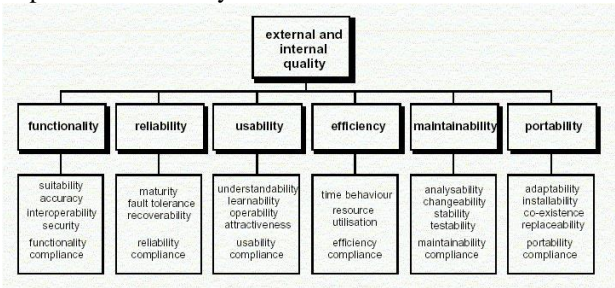 external and
internal
quality
functionality
reliability
usability
efficiency
maintainability
portability
suitability
accuracy
interoperability
security
functionality
compliance
maturity
fault tolerance
recoverability
reliability
compliance
understandability
learnability
operability
attractiveness
usability
compliance
time behaviour
resource
utilisation
efficiency
compliance
analysability
changeability
stability
testability
maintainability
compliance
adaptability
installability
co-existence
replaceability
portability
compliance